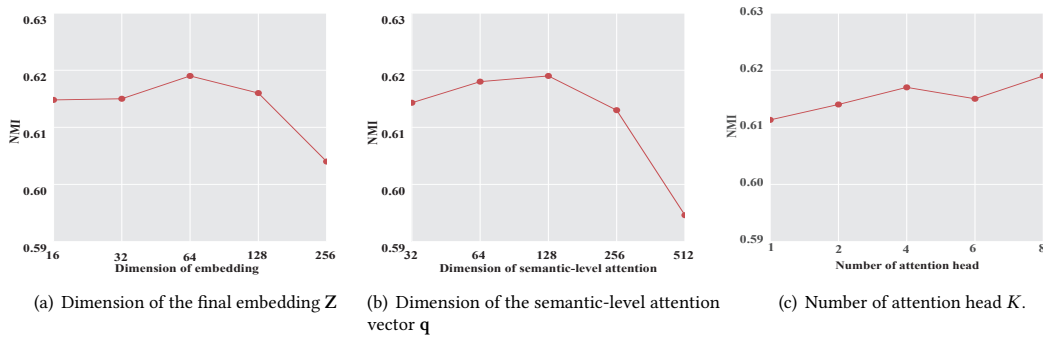 0.63
0.62
0.61
0.60
0.59
NMI
16 32 64 128 256
Dimension of embedding
(a) Dimension of the final embedding Z
0.63
0.62
0.61
0.60
0.59
NMI
32 64 128 256 512
Dimension of semantic-level attention
(b) Dimension of the semantic-level attention
vector q
0.63
0.62
0.61
0.60
0.59
NMI
1 2 4 6 8
Number of attention head
(c) Number of attention head K.